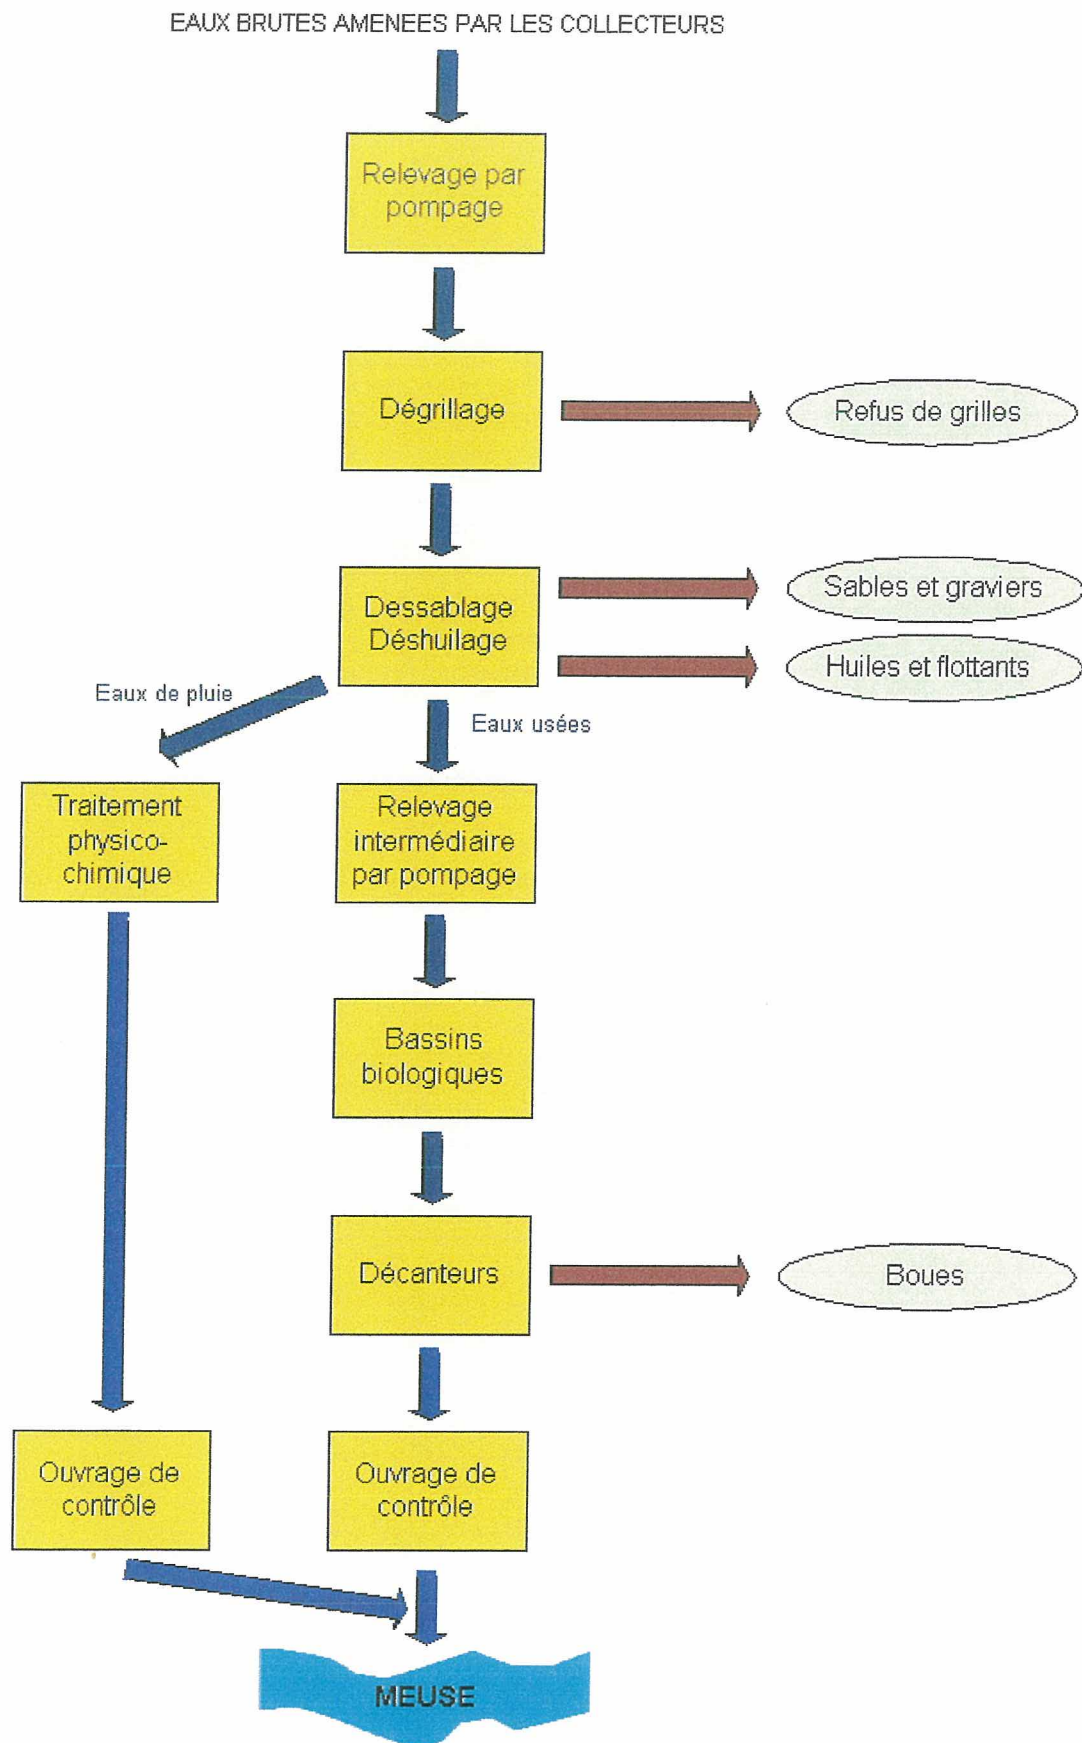 EAUX BRUTES AMENEES PAR LES COLLECTEURS
Relevage par
pompage
Dégrillage
Refus de grilles
Dessablage
Déshuilage
Sables et graviers
Huiles et flottants
Eaux de pluie
Eaux usées
Traitement
physico-
chimique
Relevage
intermédiaire
par pompage
Bassins
biologiques
Décanteurs
Boues
Ouvrage de
contrôle
Ouvrage de
contrôle
MEUSE